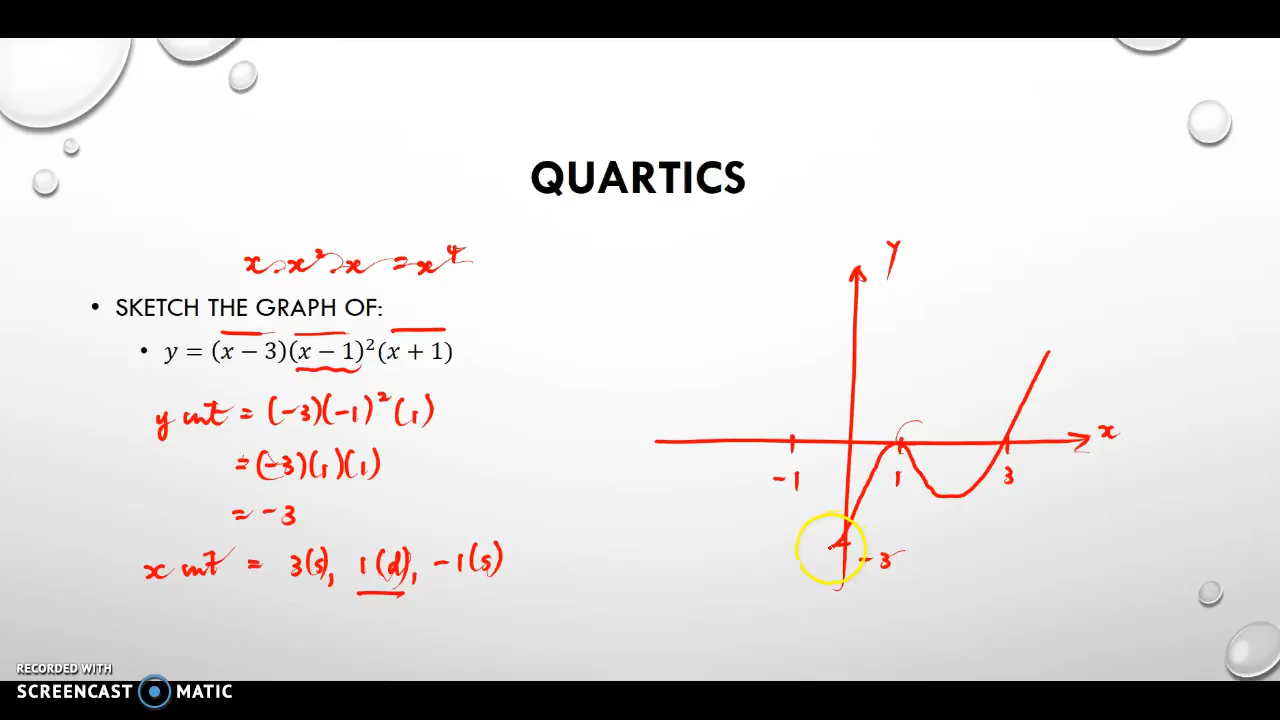 QUARTICS
x · x² · x = x⁴
• SKETCH THE GRAPH OF:
• y = (x − 3)(x − 1)²(x + 1)
y int = (−3)(−1)²(1)
= (−3)(1)(1)
= −3
x int = 3(s), 1(d), −1(s)
y
x
−1 1 3
−3
RECORDED WITH
SCREENCAST MATIC